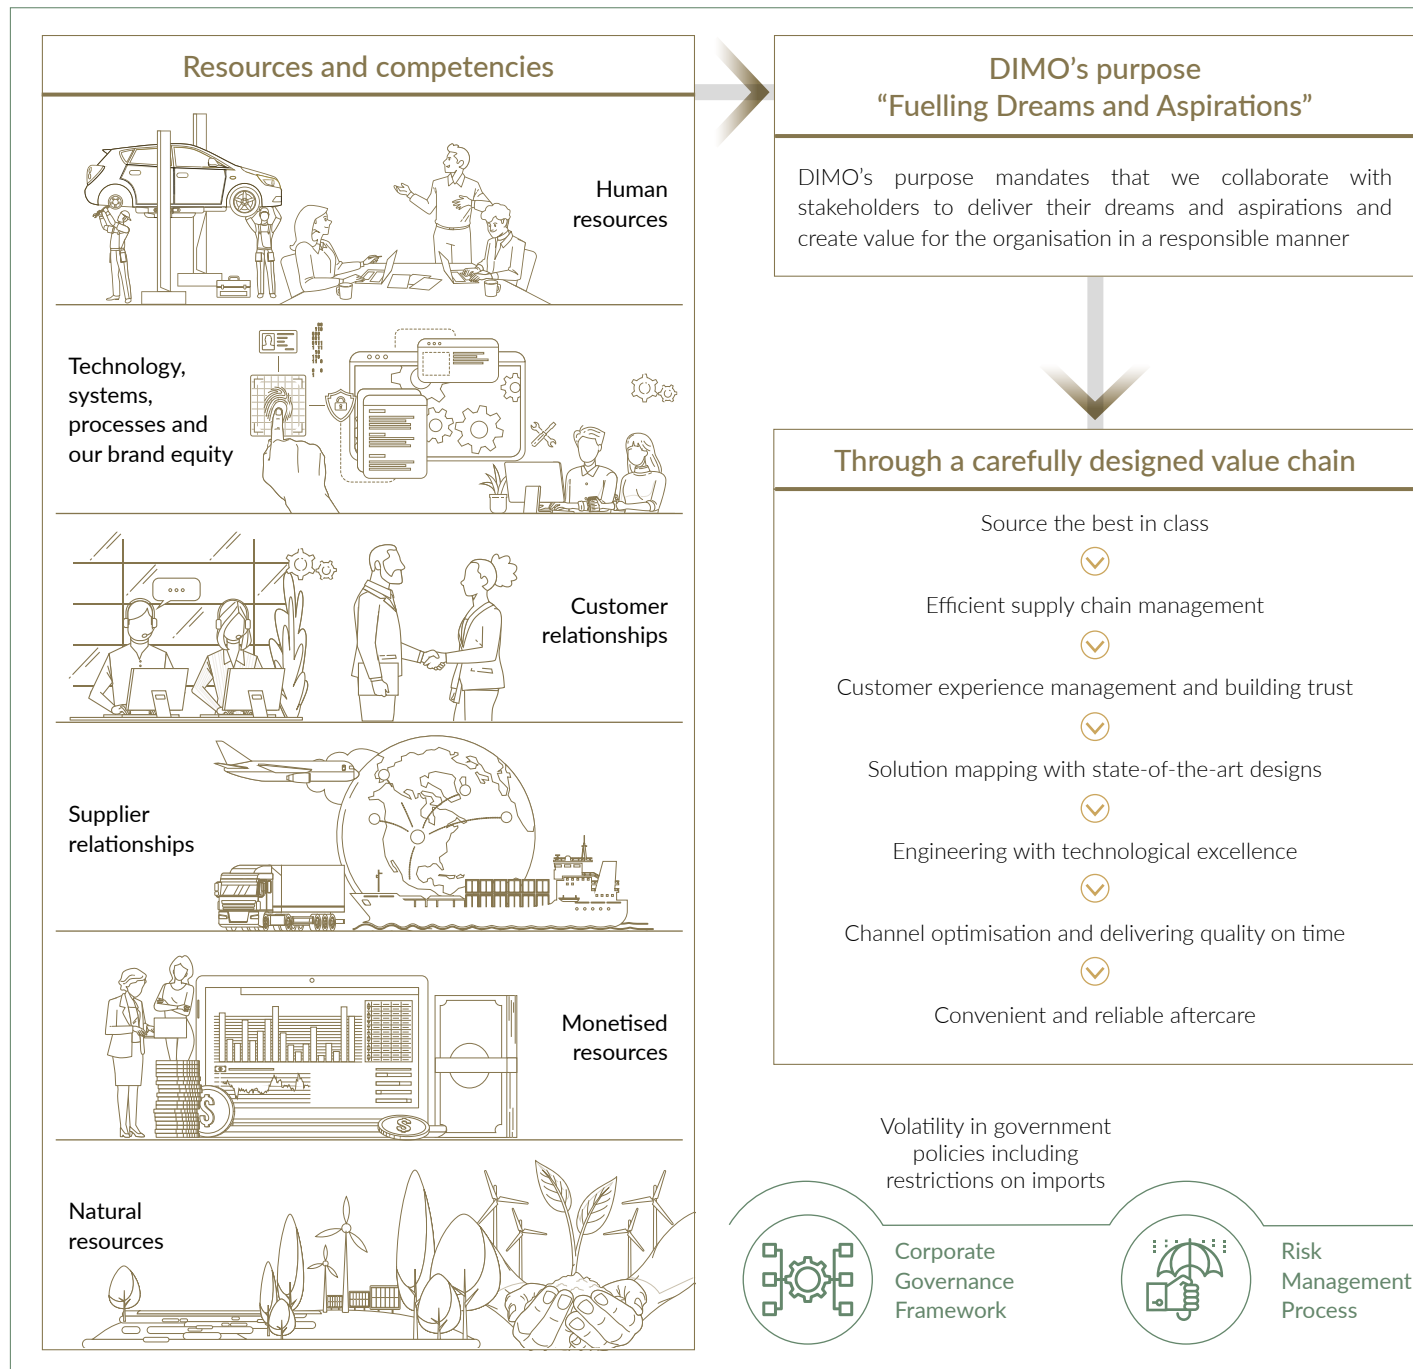 Resources and competencies
Human
resources
Technology,
systems,
processes and
our brand equity
Customer
relationships
Supplier
relationships
Monetised
resources
Natural
resources
DIMO’s purpose
“Fuelling Dreams and Aspirations”
DIMO’s purpose mandates that we collaborate with
stakeholders to deliver their dreams and aspirations and
create value for the organisation in a responsible manner
Through a carefully designed value chain
Source the best in class
Efficient supply chain management
Customer experience management and building trust
Solution mapping with state-of-the-art designs
Engineering with technological excellence
Channel optimisation and delivering quality on time
Convenient and reliable aftercare
Volatility in government
policies including
restrictions on imports
Corporate
Governance
Framework
Risk
Management
Process